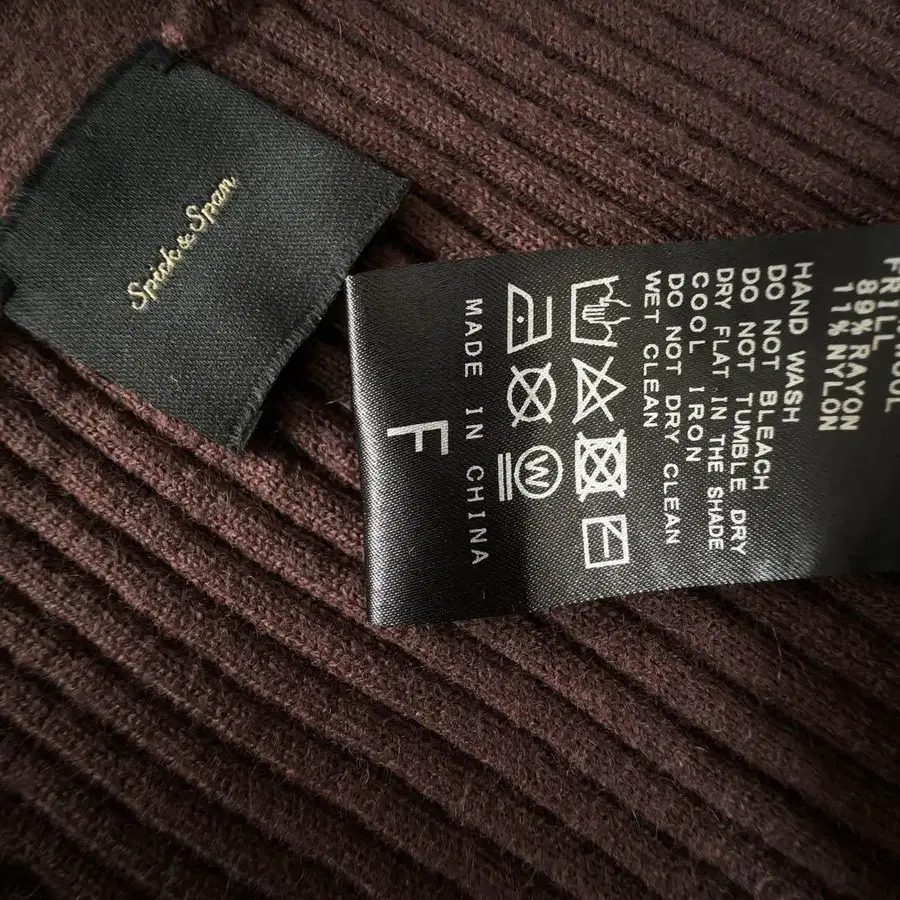 Spick & Span
FRILL
89% RAYON
11% NYLON
HAND WASH
DO NOT BLEACH
DO NOT TUMBLE DRY
DRY FLAT IN THE SHADE
COOL IRON
DO NOT DRY CLEAN
WET CLEAN
W
MADE IN CHINA
F